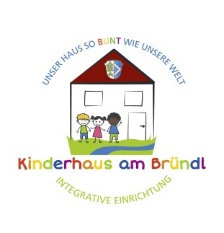 UNSER HAUS SO BUNT WIE UNSERE WELT
Kinderhaus am Bründl
INTEGRATIVE EINRICHTUNG